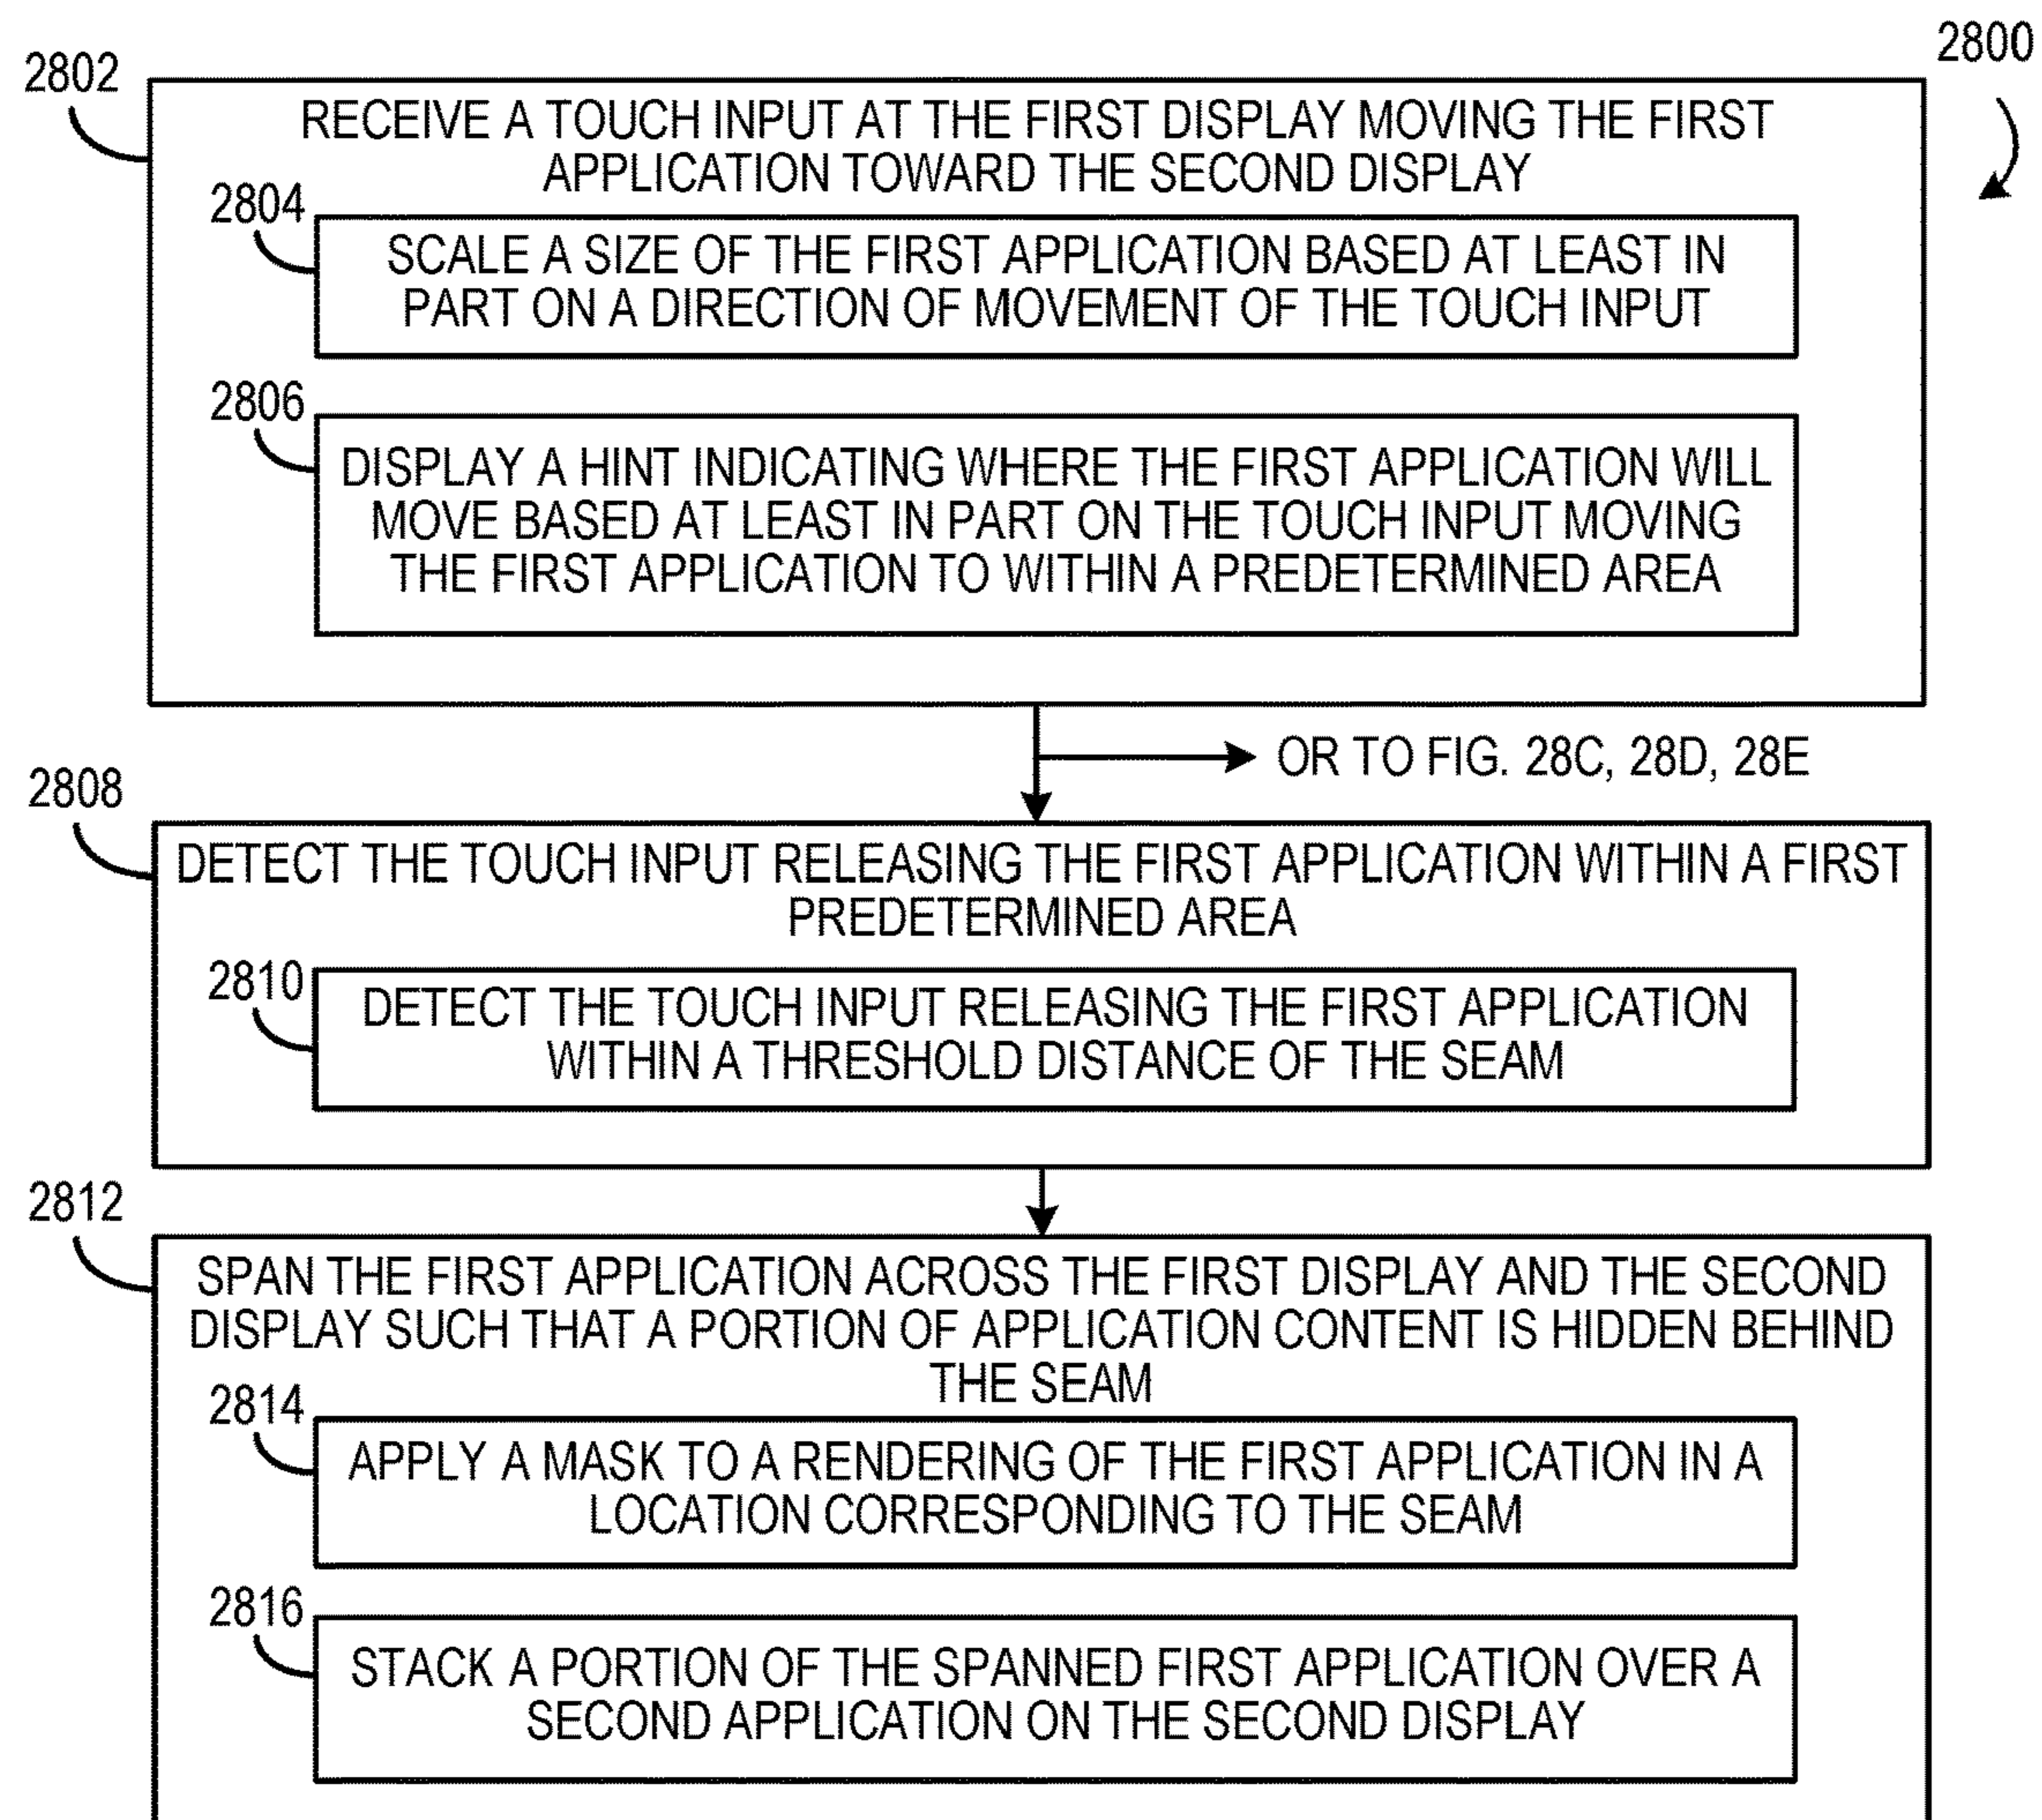 2800
2802
RECEIVE A TOUCH INPUT AT THE FIRST DISPLAY MOVING THE FIRST
APPLICATION TOWARD THE SECOND DISPLAY
2804
SCALE A SIZE OF THE FIRST APPLICATION BASED AT LEAST IN
PART ON A DIRECTION OF MOVEMENT OF THE TOUCH INPUT
2806
DISPLAY A HINT INDICATING WHERE THE FIRST APPLICATION WILL
MOVE BASED AT LEAST IN PART ON THE TOUCH INPUT MOVING
THE FIRST APPLICATION TO WITHIN A PREDETERMINED AREA
OR TO FIG. 28C, 28D, 28E
2808
DETECT THE TOUCH INPUT RELEASING THE FIRST APPLICATION WITHIN A FIRST
PREDETERMINED AREA
2810
DETECT THE TOUCH INPUT RELEASING THE FIRST APPLICATION
WITHIN A THRESHOLD DISTANCE OF THE SEAM
2812
SPAN THE FIRST APPLICATION ACROSS THE FIRST DISPLAY AND THE SECOND
DISPLAY SUCH THAT A PORTION OF APPLICATION CONTENT IS HIDDEN BEHIND
THE SEAM
2814
APPLY A MASK TO A RENDERING OF THE FIRST APPLICATION IN A
LOCATION CORRESPONDING TO THE SEAM
2816
STACK A PORTION OF THE SPANNED FIRST APPLICATION OVER A
SECOND APPLICATION ON THE SECOND DISPLAY